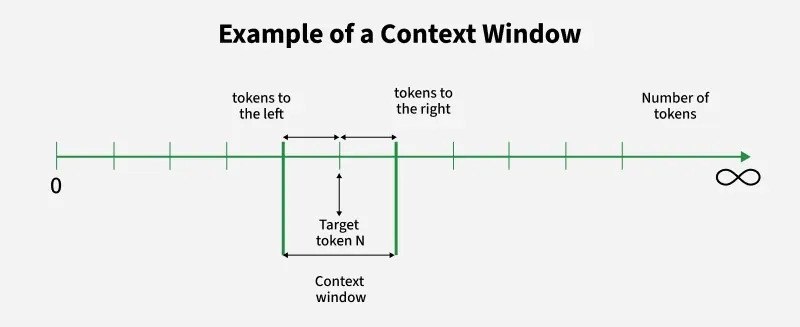 Example of a Context Window
tokens to
the left
tokens to
the right
Number of
tokens
0
∞
Target
token N
Context
window